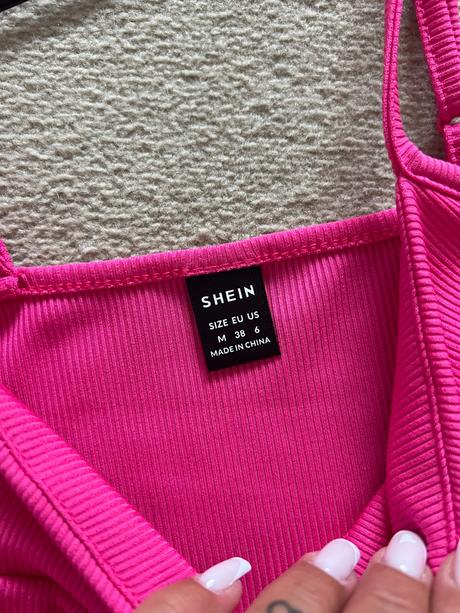 SHEIN
SIZE EU US
M 38 6
MADE IN CHINA